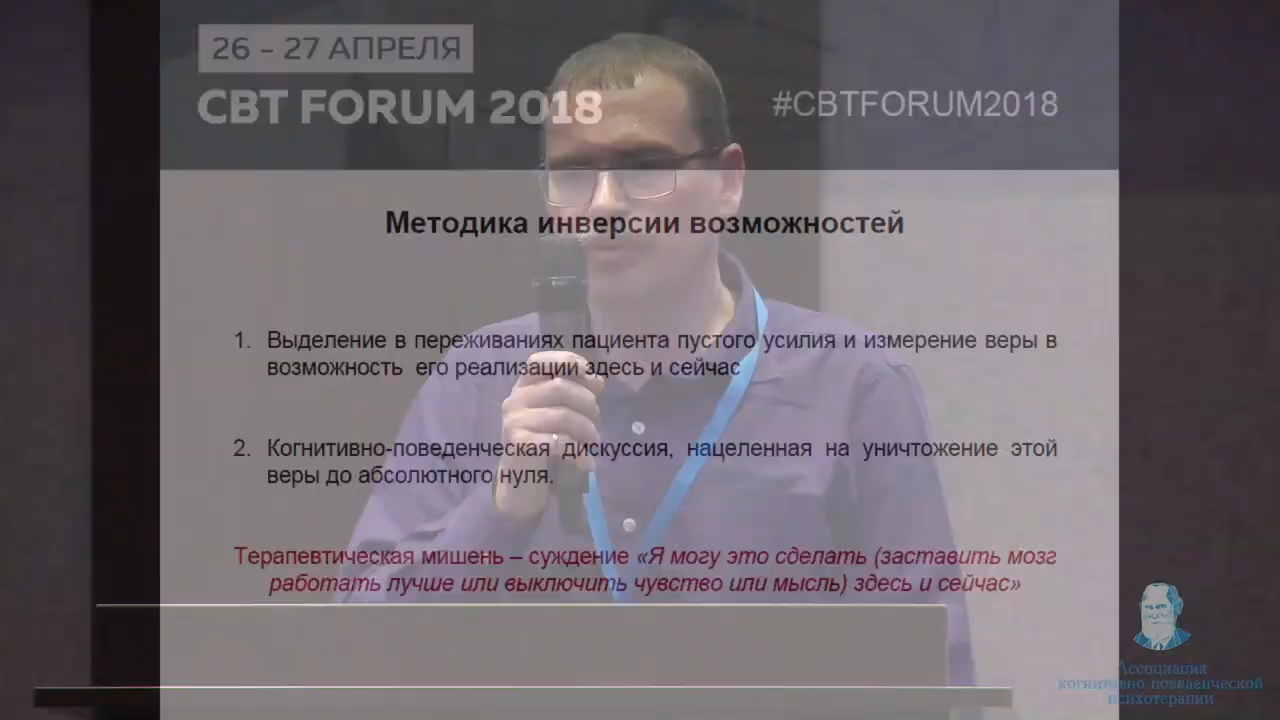 26 – 27 АПРЕЛЯ
CBT FORUM 2018
#CBTFORUM2018
Методика инверсии возможностей
1. Выделение в переживаниях пациента пустого усилия и измерение веры в
возможность его реализации здесь и сейчас
2. Когнитивно-поведенческая дискуссия, нацеленная на уничтожение этой
веры до абсолютного нуля.
Терапевтическая мишень – суждение «Я могу это сделать (заставить мозг
работать лучше или выключить чувство или мысль) здесь и сейчас»
Ассоциация
когнитивно-поведенческой
психотерапии